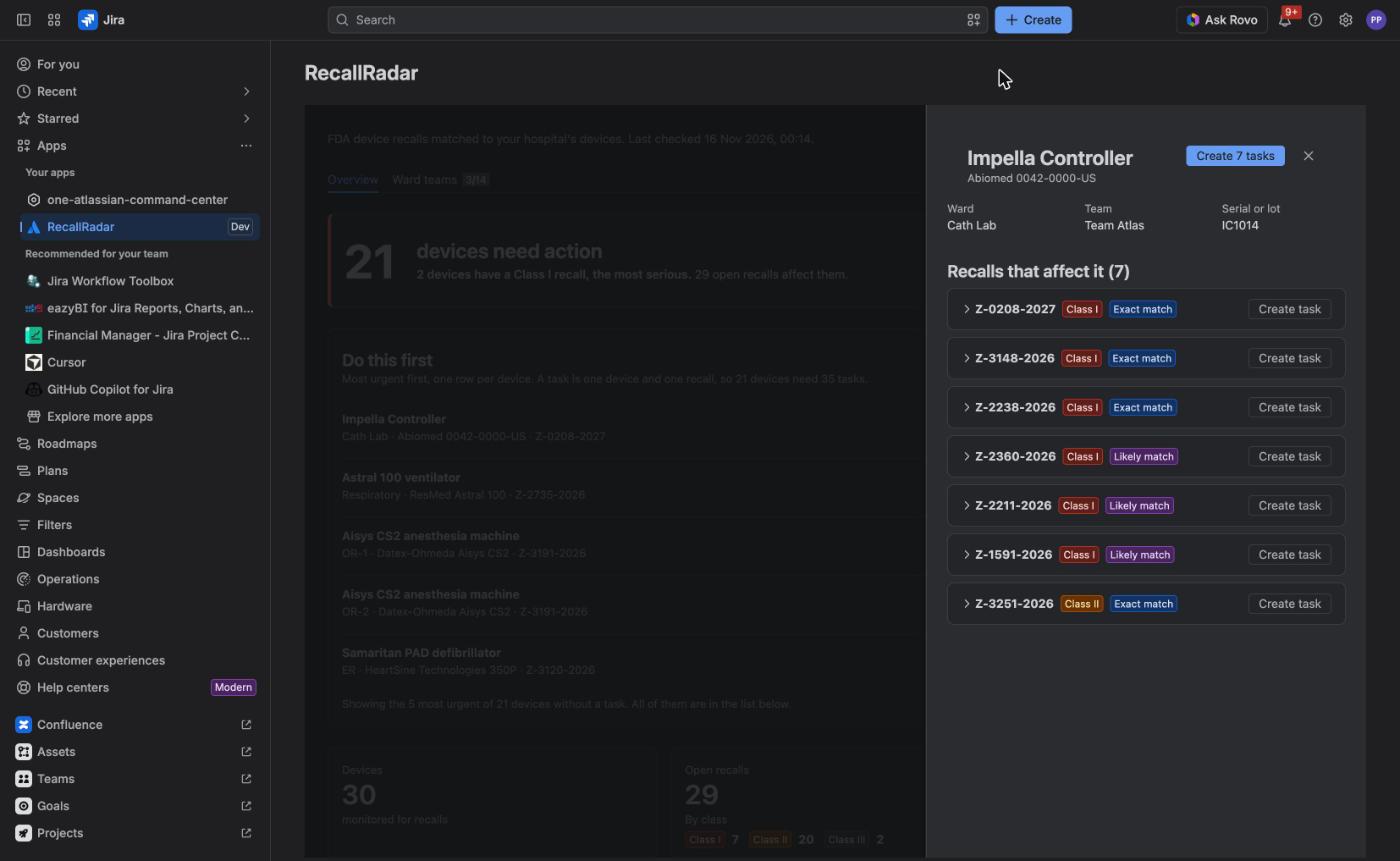 Jira
Search
Create
Ask Rovo
9+
PP
For you
Recent
Starred
Apps
Your apps
one-atlassian-command-center
RecallRadar
Dev
Recommended for your team
Jira Workflow Toolbox
eazyBI for Jira Reports, Charts, an...
Financial Manager - Jira Project C...
Cursor
GitHub Copilot for Jira
Explore more apps
Roadmaps
Plans
Spaces
Filters
Dashboards
Operations
Hardware
Customers
Customer experiences
Help centers
Modern
Confluence
Assets
Teams
Goals
Projects
RecallRadar
FDA device recalls matched to your hospital's devices. Last checked 16 Nov 2026, 00:14.
Overview
Ward teams 3/14
21
devices need action
2 devices have a Class I recall, the most serious. 29 open recalls affect them.
Do this first
Most urgent first, one row per device. A task is one device and one recall, so 21 devices need 35 tasks.
Impella Controller
Cath Lab · Abiomed 0042-0000-US · Z-0208-2027
Astral 100 ventilator
Respiratory · ResMed Astral 100 · Z-2735-2026
Aisys CS2 anesthesia machine
OR-1 · Datex-Ohmeda Aisys CS2 · Z-3191-2026
Aisys CS2 anesthesia machine
OR-2 · Datex-Ohmeda Aisys CS2 · Z-3191-2026
Samaritan PAD defibrillator
ER · HeartSine Technologies 350P · Z-3120-2026
Showing the 5 most urgent of 21 devices without a task. All of them are in the list below.
Devices
30
monitored for recalls
Open recalls
29
By class
Class I 7 Class II 20 Class III 2
Impella Controller
Abiomed 0042-0000-US
Create 7 tasks
Ward
Cath Lab
Team
Team Atlas
Serial or lot
IC1014
Recalls that affect it (7)
Z-0208-2027 Class I Exact match Create task
Z-3148-2026 Class I Exact match Create task
Z-2238-2026 Class I Exact match Create task
Z-2360-2026 Class I Likely match Create task
Z-2211-2026 Class I Likely match Create task
Z-1591-2026 Class I Likely match Create task
Z-3251-2026 Class II Exact match Create task